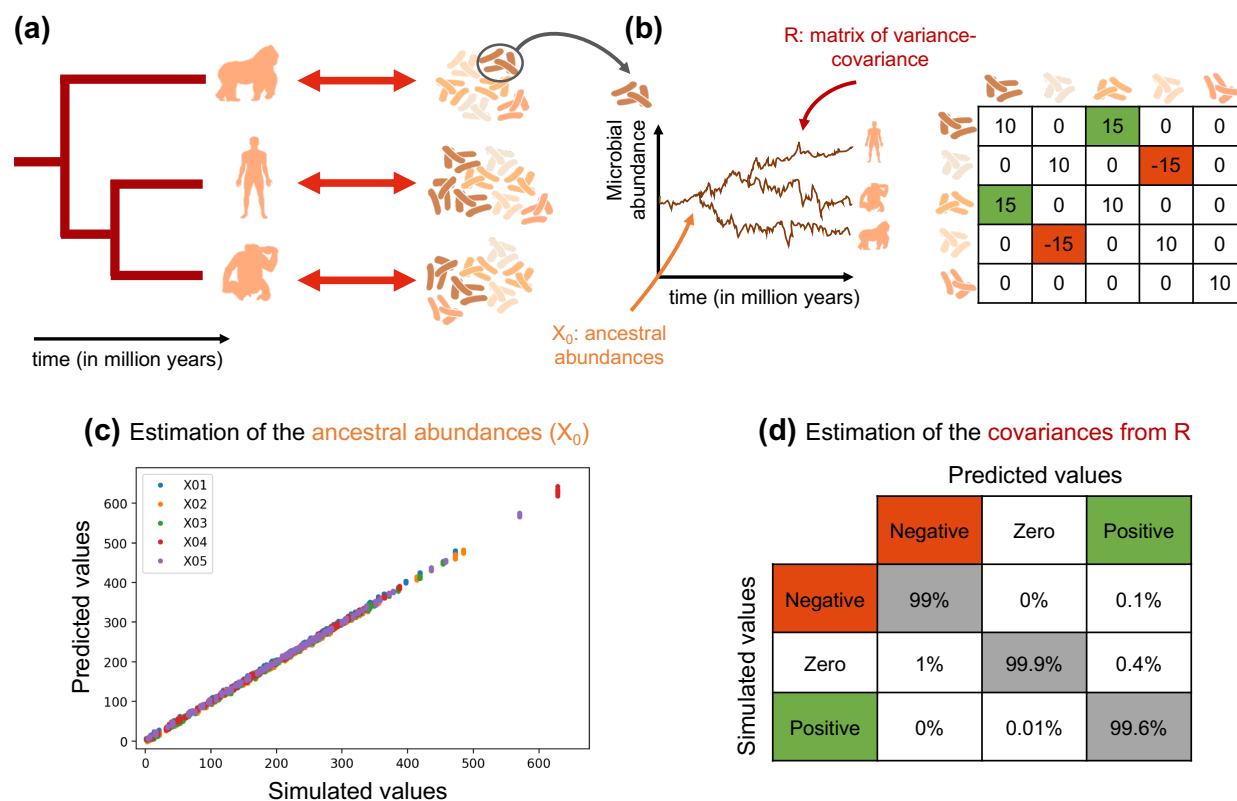 (a)
time (in million years)
(b)
R: matrix of variance-
covariance
Microbial
abundance
time (in million years)
X₀: ancestral
abundances
10 0 15 0 0
0 10 0 -15 0
15 0 10 0 0
0 -15 0 10 0
0 0 0 0 10
(c) Estimation of the ancestral abundances (X₀)
Predicted values
600
500
400
300
200
100
0
X01
X02
X03
X04
X05
0 100 200 300 400 500 600
Simulated values
(d) Estimation of the covariances from R
Predicted values
Simulated values
Negative Zero Positive
Negative 99% 0% 0.1%
Zero 1% 99.9% 0.4%
Positive 0% 0.01% 99.6%